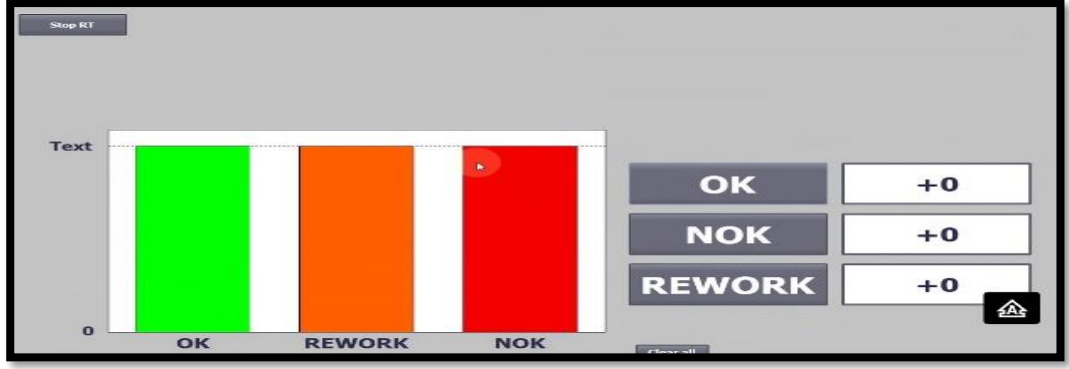 Stop RT
Text
0
OK REWORK NOK
OK +0
NOK +0
REWORK +0
Clear all
A